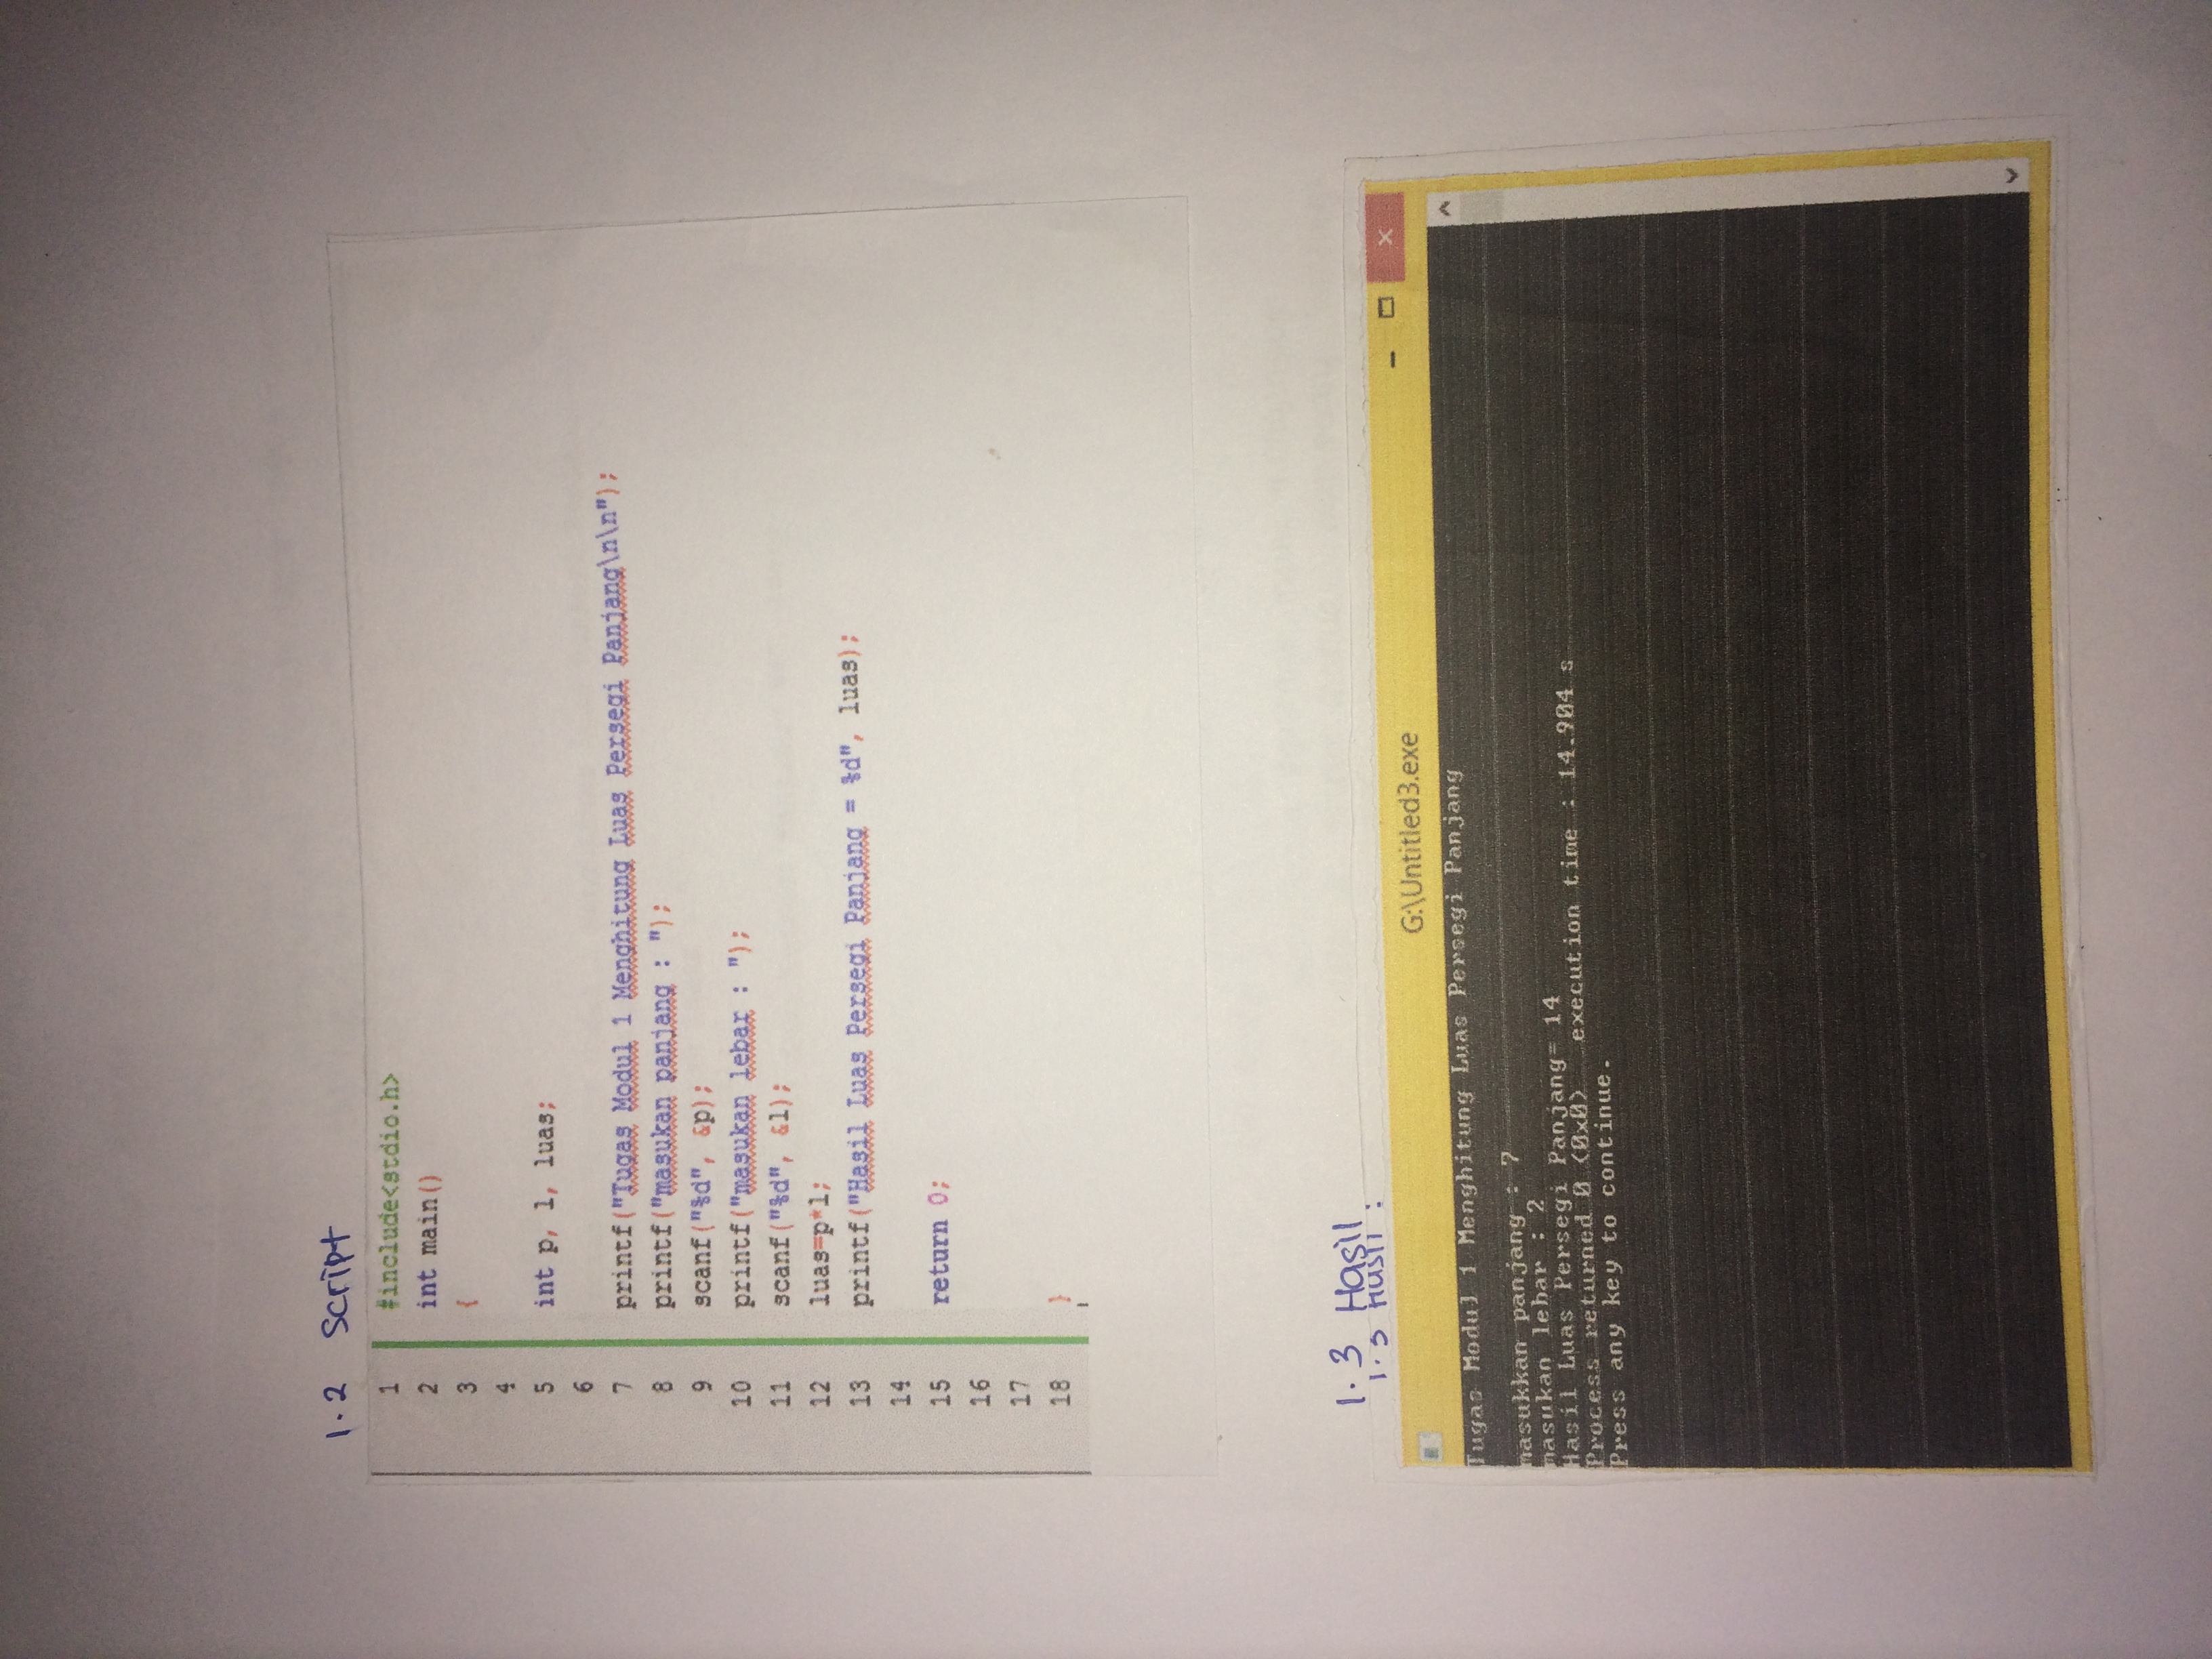 1.2 Script
1 #include<stdio.h>
2 int main()
3 {
4
5 int p, l, luas;
6
7 printf("Tugas Modul 1 Menghitung Luas Persegi Panjang\n\n");
8 printf("masukan panjang : ");
9 scanf("%d", &p);
10 printf("masukan lebar : ");
11 scanf("%d", &l);
12 luas=p*l;
13 printf("Hasil Luas Persegi Panjang = %d", luas);
14
15 return 0;
16
17
18 }
1.3 Hasil
1.3 Hasil :
G:\Untitled3.exe
Tugas Modul 1 Menghitung Luas Persegi Panjang
masukkan panjang : 7
masukan lebar : 2
Hasil Luas Persegi Panjang= 14
Process returned 0 (0x0) execution time : 14.904 s
Press any key to continue.